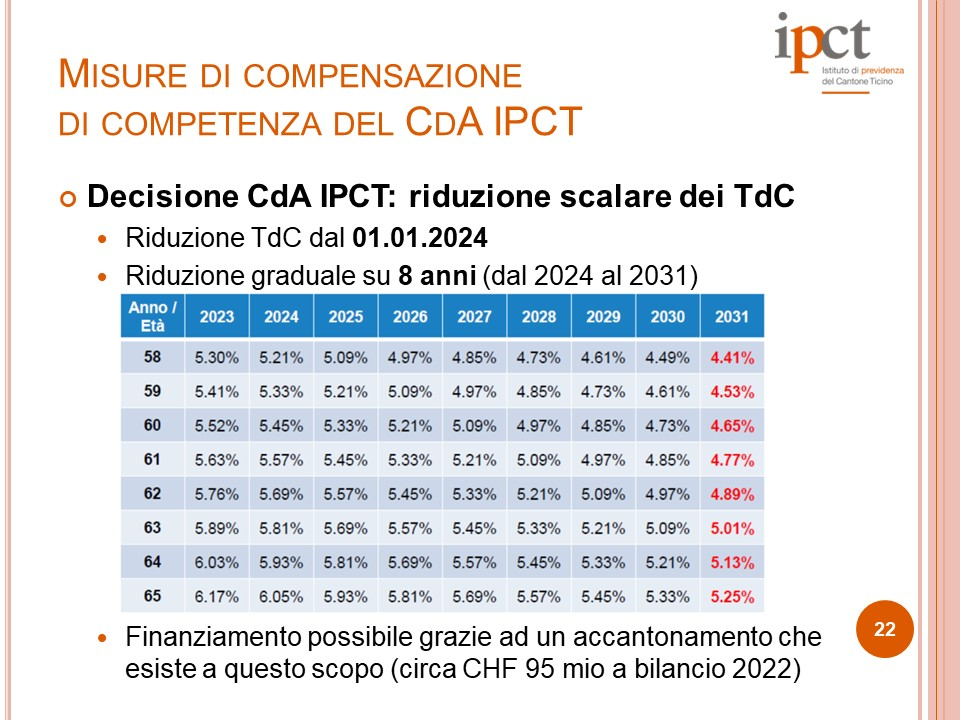 ipct
Istituto di previdenza
del Cantone Ticino
MISURE DI COMPENSAZIONE
DI COMPETENZA DEL CDA IPCT
Decisione CdA IPCT: riduzione scalare dei TdC
Riduzione TdC dal 01.01.2024
Riduzione graduale su 8 anni (dal 2024 al 2031)
Anno / Età 2023 2024 2025 2026 2027 2028 2029 2030 2031
58 5.30% 5.21% 5.09% 4.97% 4.85% 4.73% 4.61% 4.49% 4.41%
59 5.41% 5.33% 5.21% 5.09% 4.97% 4.85% 4.73% 4.61% 4.53%
60 5.52% 5.45% 5.33% 5.21% 5.09% 4.97% 4.85% 4.73% 4.65%
61 5.63% 5.57% 5.45% 5.33% 5.21% 5.09% 4.97% 4.85% 4.77%
62 5.76% 5.69% 5.57% 5.45% 5.33% 5.21% 5.09% 4.97% 4.89%
63 5.89% 5.81% 5.69% 5.57% 5.45% 5.33% 5.21% 5.09% 5.01%
64 6.03% 5.93% 5.81% 5.69% 5.57% 5.45% 5.33% 5.21% 5.13%
65 6.17% 6.05% 5.93% 5.81% 5.69% 5.57% 5.45% 5.33% 5.25%
Finanziamento possibile grazie ad un accantonamento che
esiste a questo scopo (circa CHF 95 mio a bilancio 2022)
22